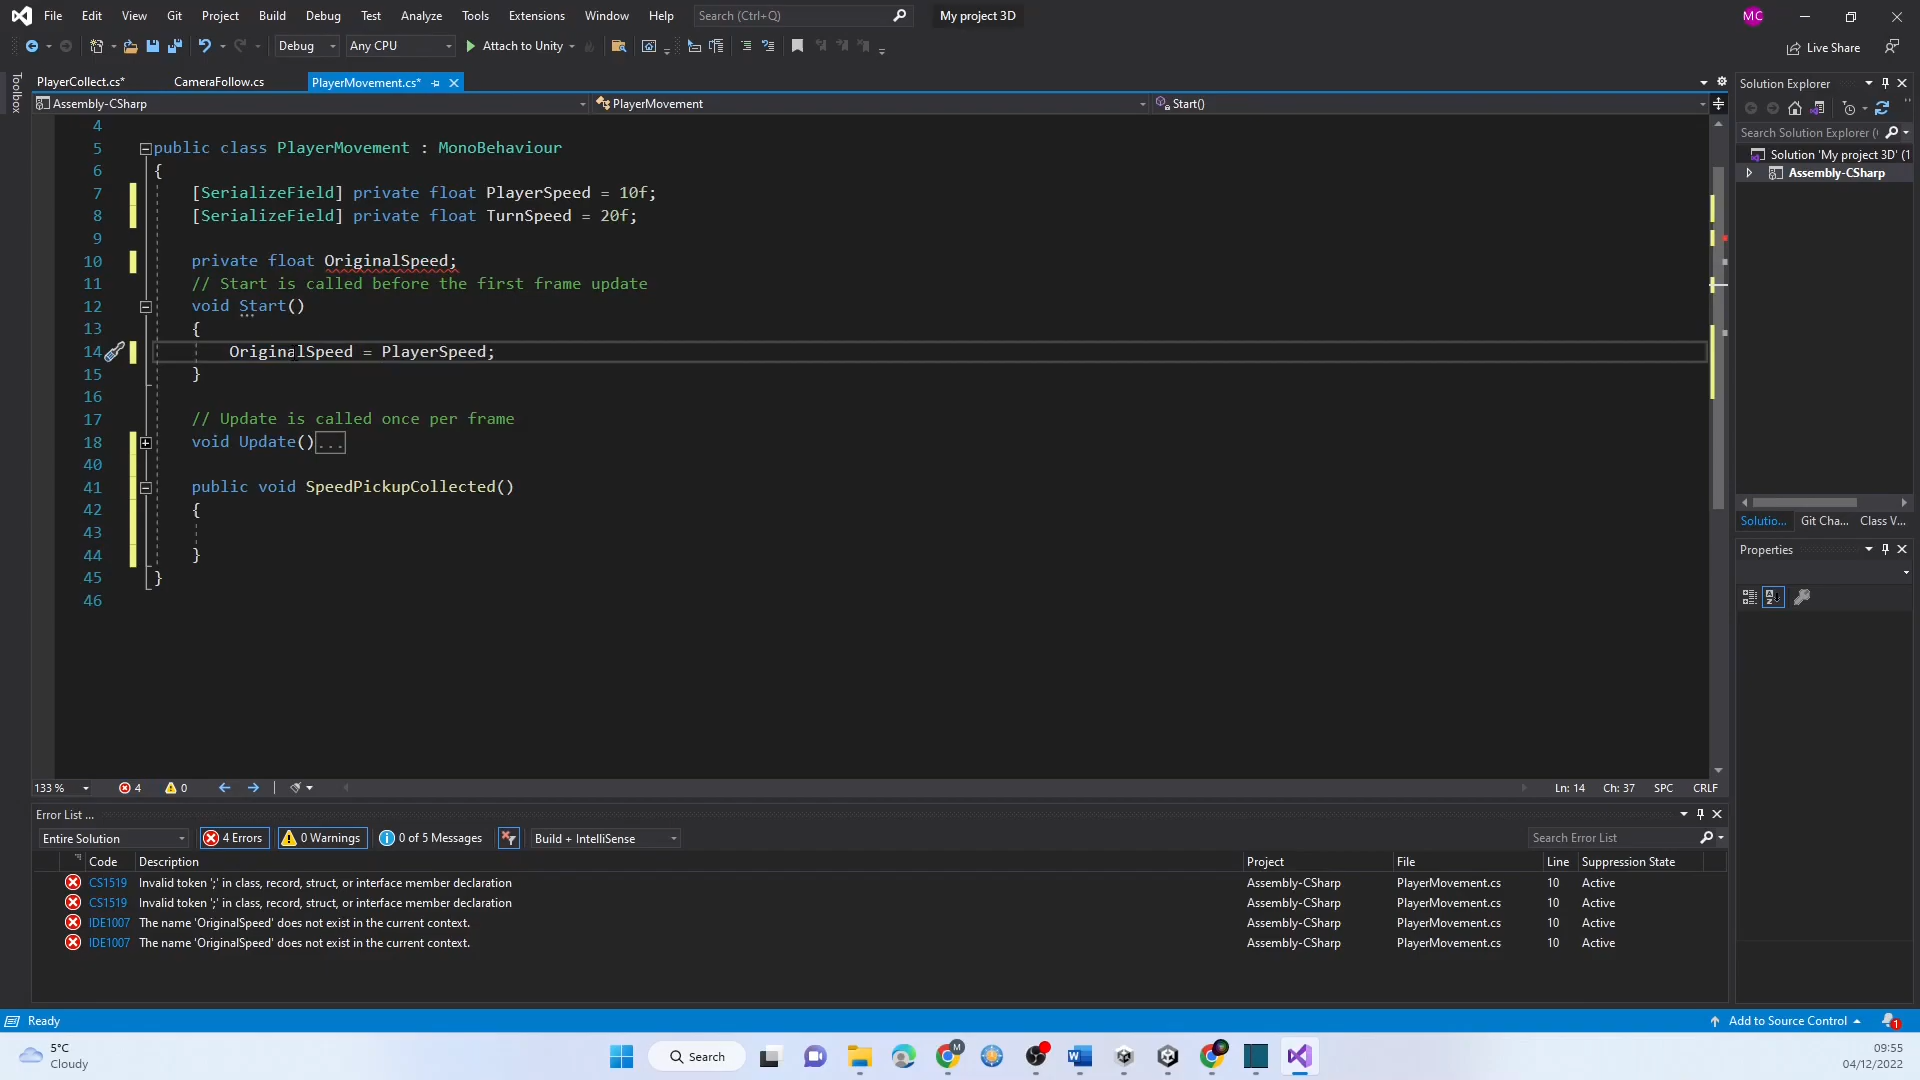 File Edit View Git Project Build Debug Test Analyze Tools Extensions Window Help Search (Ctrl+Q) My project 3D MC
Debug Any CPU Attach to Unity Live Share
Toolbox
PlayerCollect.cs* CameraFollow.cs PlayerMovement.cs*
Assembly-CSharp PlayerMovement Start()
4
5 public class PlayerMovement : MonoBehaviour
6 {
7 [SerializeField] private float PlayerSpeed = 10f;
8 [SerializeField] private float TurnSpeed = 20f;
9
10 private float OriginalSpeed;
11 // Start is called before the first frame update
12 void Start()
13 {
14 OriginalSpeed = PlayerSpeed;
15 }
16
17 // Update is called once per frame
18 void Update()...
40
41 public void SpeedPickupCollected()
42 {
43
44 }
45 }
46
133 % 4 0 Ln: 14 Ch: 37 SPC CRLF
Error List ...
Entire Solution 4 Errors 0 Warnings 0 of 5 Messages Build + IntelliSense Search Error List
Code Description Project File Line Suppression State
CS1519 Invalid token ';' in class, record, struct, or interface member declaration Assembly-CSharp PlayerMovement.cs 10 Active
CS1519 Invalid token ';' in class, record, struct, or interface member declaration Assembly-CSharp PlayerMovement.cs 10 Active
IDE1007 The name 'OriginalSpeed' does not exist in the current context. Assembly-CSharp PlayerMovement.cs 10 Active
IDE1007 The name 'OriginalSpeed' does not exist in the current context. Assembly-CSharp PlayerMovement.cs 10 Active
Solution Explorer
Search Solution Explorer (
Solution 'My project 3D' (1
Assembly-CSharp
Solutio... Git Cha... Class V...
Properties
Ready Add to Source Control 1
5°C
Cloudy
Search
M
09:55
04/12/2022